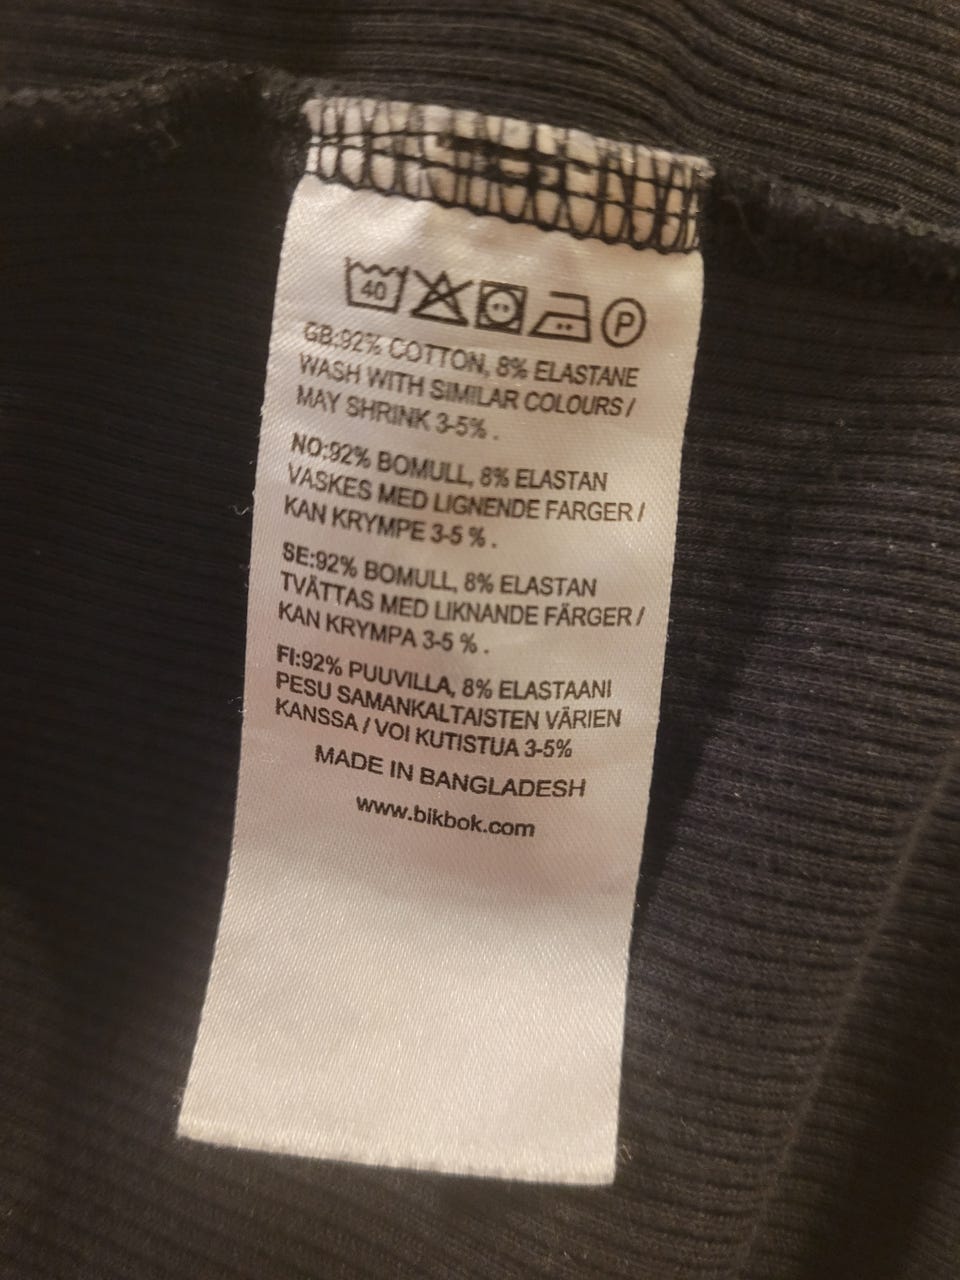 40 P
GB:92% COTTON, 8% ELASTANE
WASH WITH SIMILAR COLOURS /
MAY SHRINK 3-5% .
NO:92% BOMULL, 8% ELASTAN
VASKES MED LIGNENDE FARGER /
KAN KRYMPE 3-5 % .
SE:92% BOMULL, 8% ELASTAN
TVÄTTAS MED LIKNANDE FÄRGER /
KAN KRYMPA 3-5 % .
FI:92% PUUVILLA, 8% ELASTAANI
PESU SAMANKALTAISTEN VÄRIEN
KANSSA / VOI KUTISTUA 3-5%
MADE IN BANGLADESH
www.bikbok.com